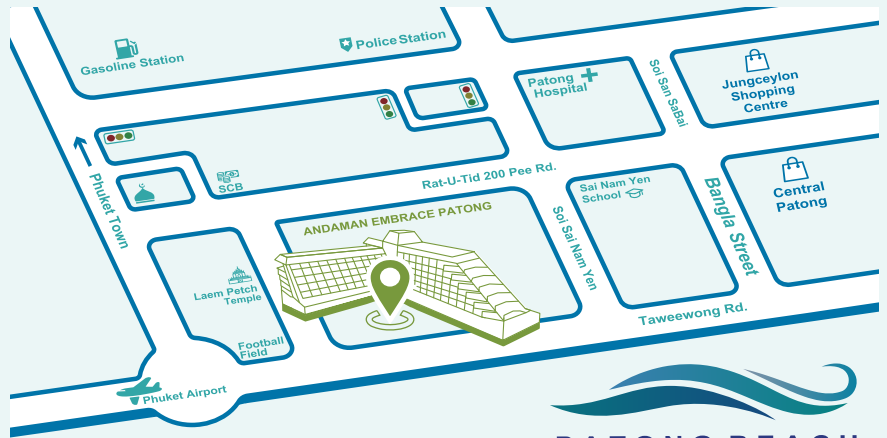 Gasoline Station
Police Station
Patong
Hospital
Soi San SaBai
Jungceylon
Shopping
Centre
Phuket Town
SCB
Rat-U-Tid 200 Pee Rd.
Sai Nam Yen
School
Bangla Street
Central
Patong
ANDAMAN EMBRACE PATONG
Soi Sai Nam Yen
Laem Petch
Temple
Football
Field
Taweewong Rd.
Phuket Airport
PATONG BEACH